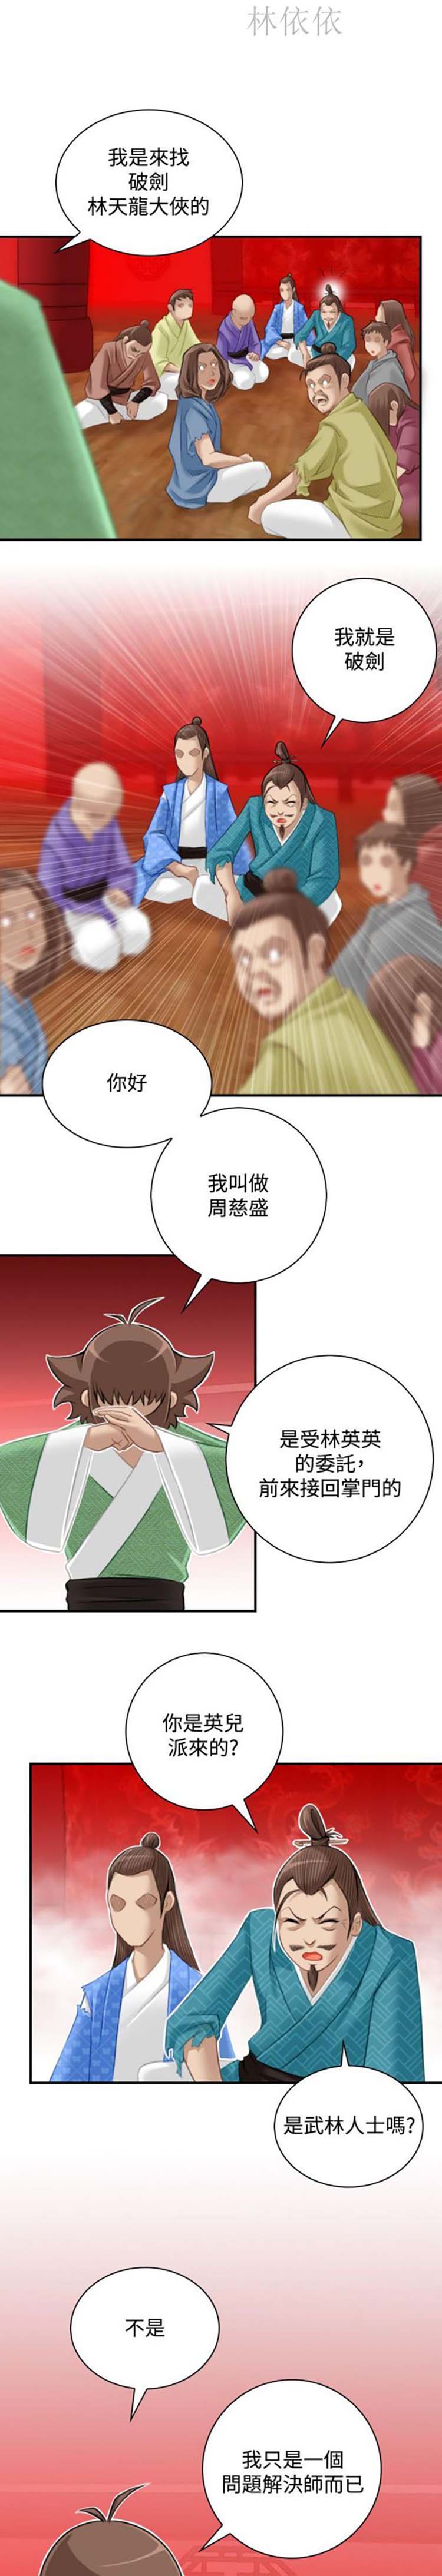 林依依
我是來找
破劍
林天龍大俠的
我就是
破劍
你好
我叫做
周慈盛
是受林英英
的委託，
前來接回掌門的
你是英兒
派來的?
是武林人士嗎?
不是
我只是一個
問題解決師而已